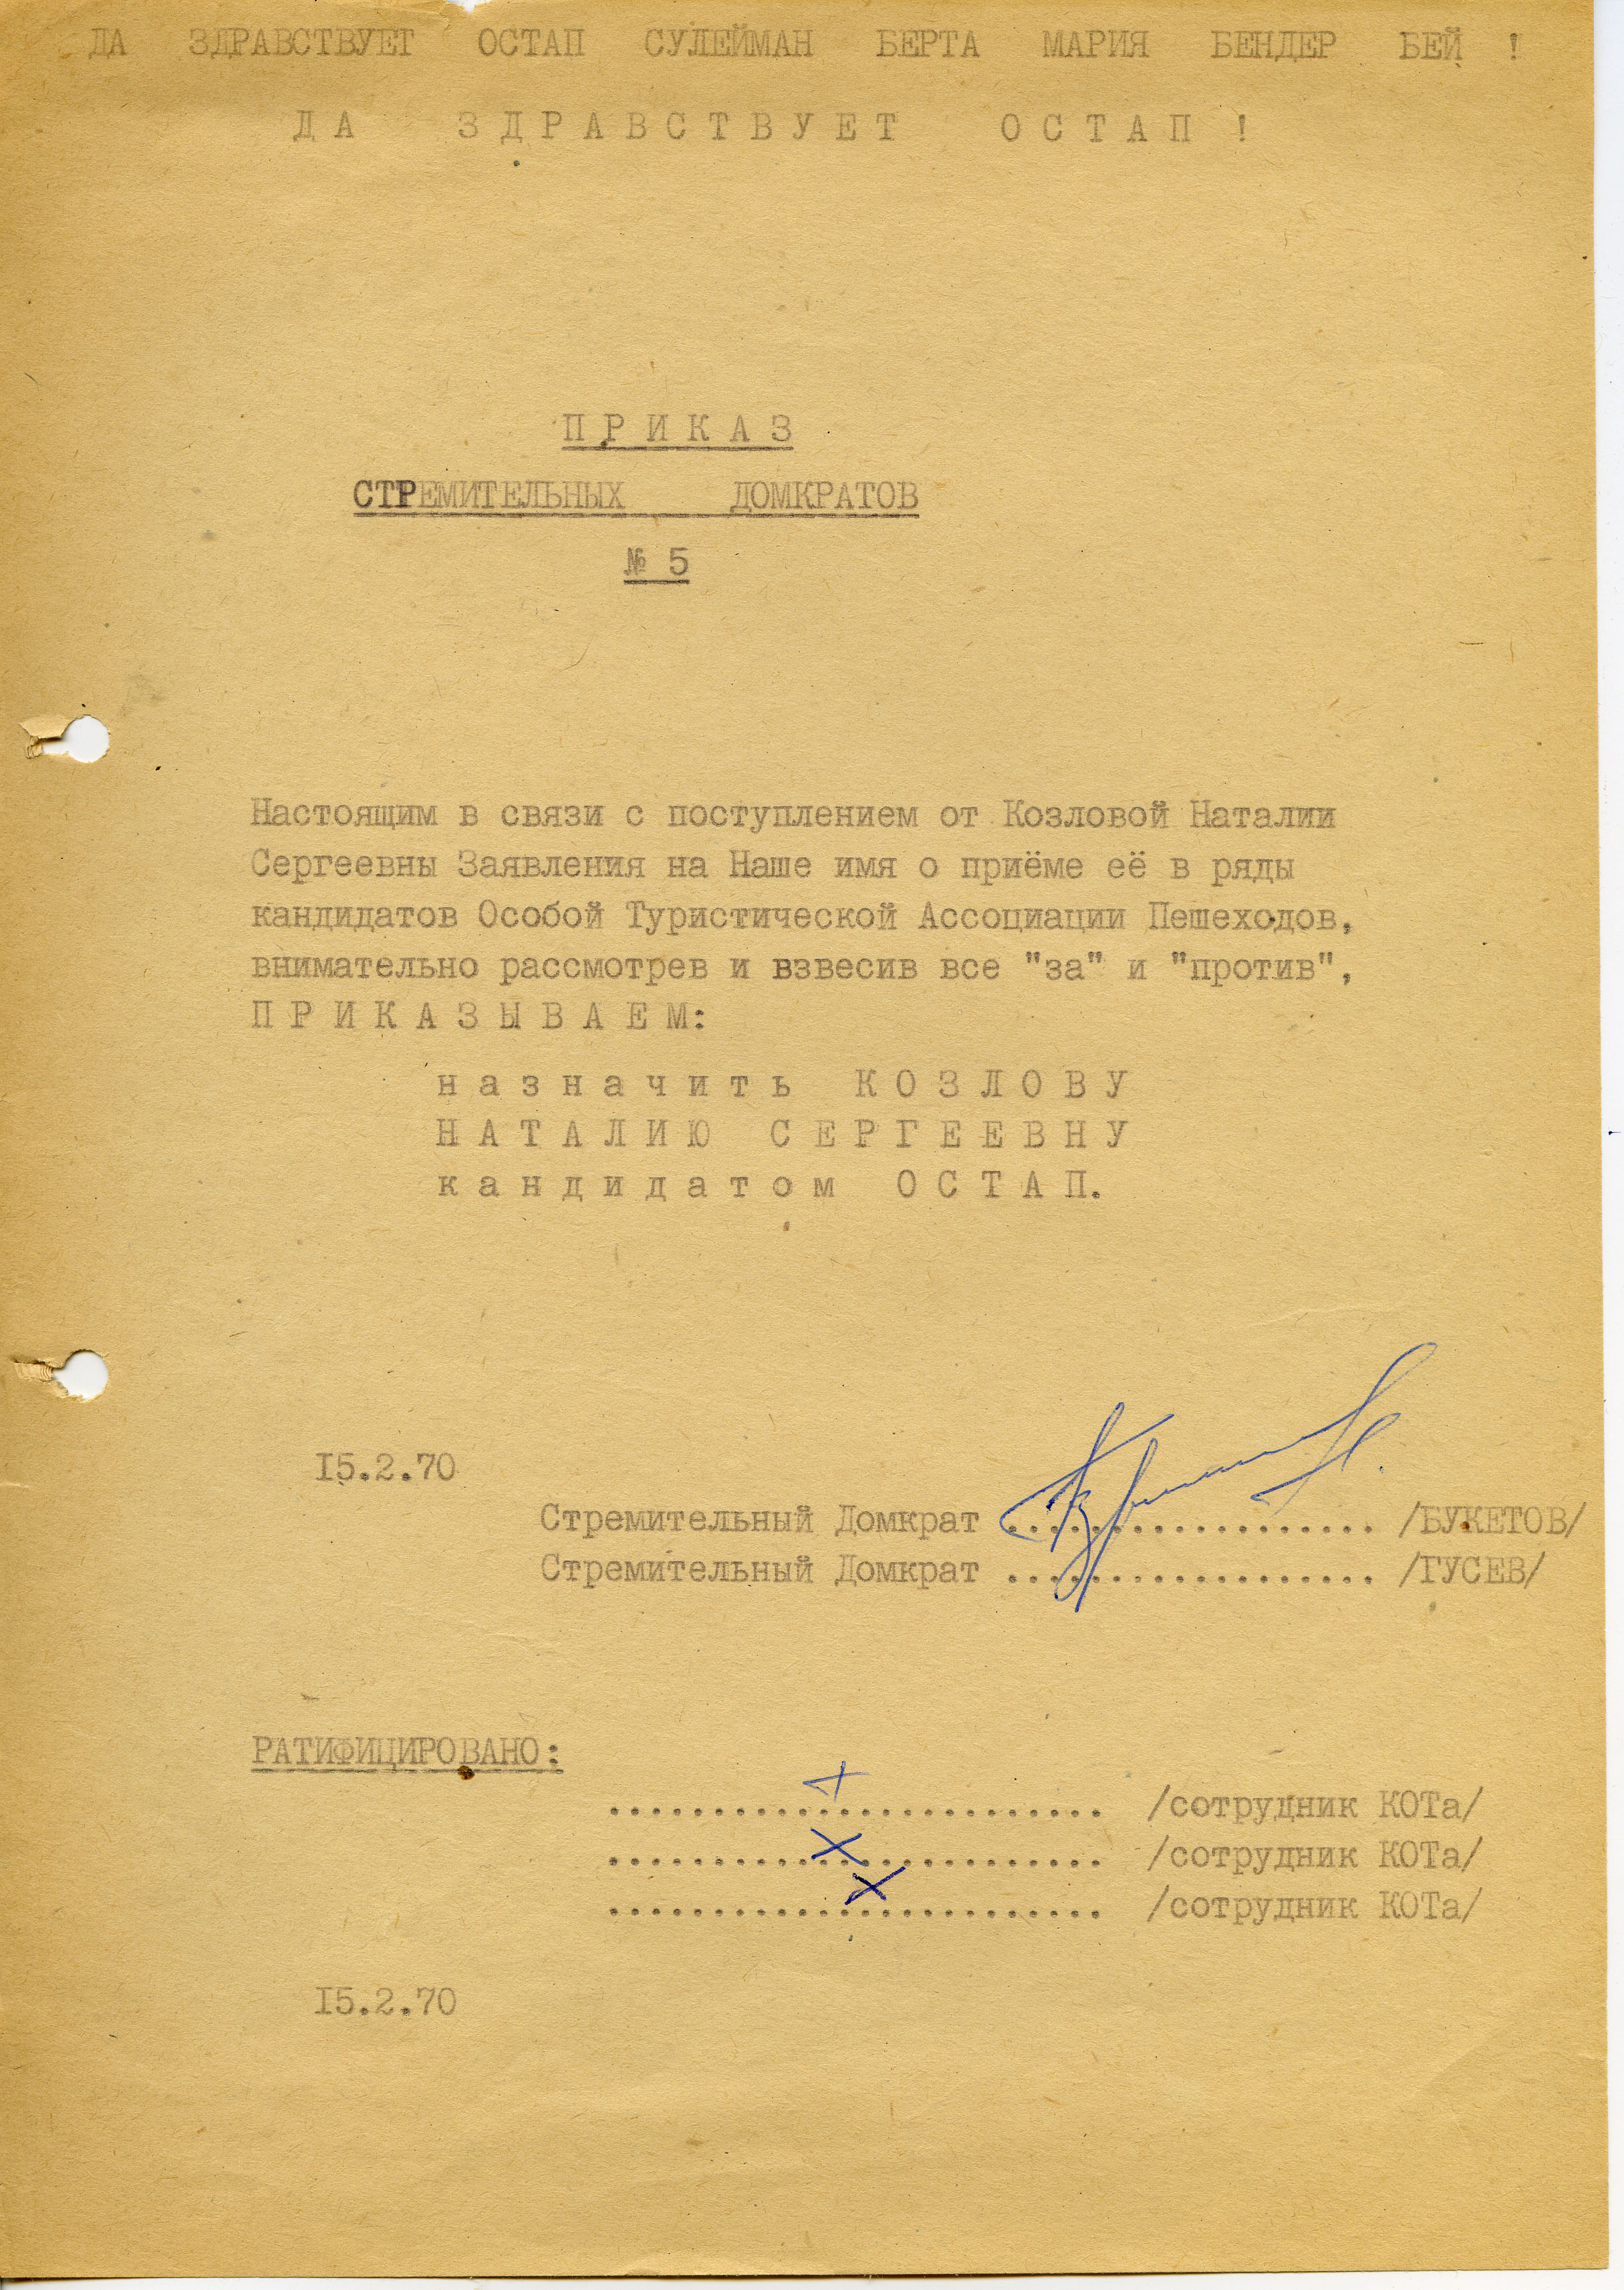 ДА ЗДРАВСТВУЕТ ОСТАП СУЛЕЙМАН БЕРТА МАРИЯ БЕНДЕР БЕЙ !
ДА ЗДРАВСТВУЕТ ОСТАП !
ПРИКАЗ
СТРЕМИТЕЛЬНЫХ ДОМКРАТОВ
№ 5
Настоящим в связи с поступлением от Козловой Наталии
Сергеевны Заявления на Наше имя о приёме её в ряды
кандидатов Особой Туристической Ассоциации Пешеходов,
внимательно рассмотрев и взвесив все "за" и "против",
ПРИКАЗЫВАЕМ:
назначить КОЗЛОВУ
НАТАЛИЮ СЕРГЕЕВНУ
кандидатом ОСТАП.
I5.2.70
Стремительный Домкрат .................. /БУКЕТОВ/
Стремительный Домкрат .................. /ГУСЕВ/
РАТИФИЦИРОВАНО:
........................ /сотрудник КОТа/
........................ /сотрудник КОТа/
........................ /сотрудник КОТа/
I5.2.70